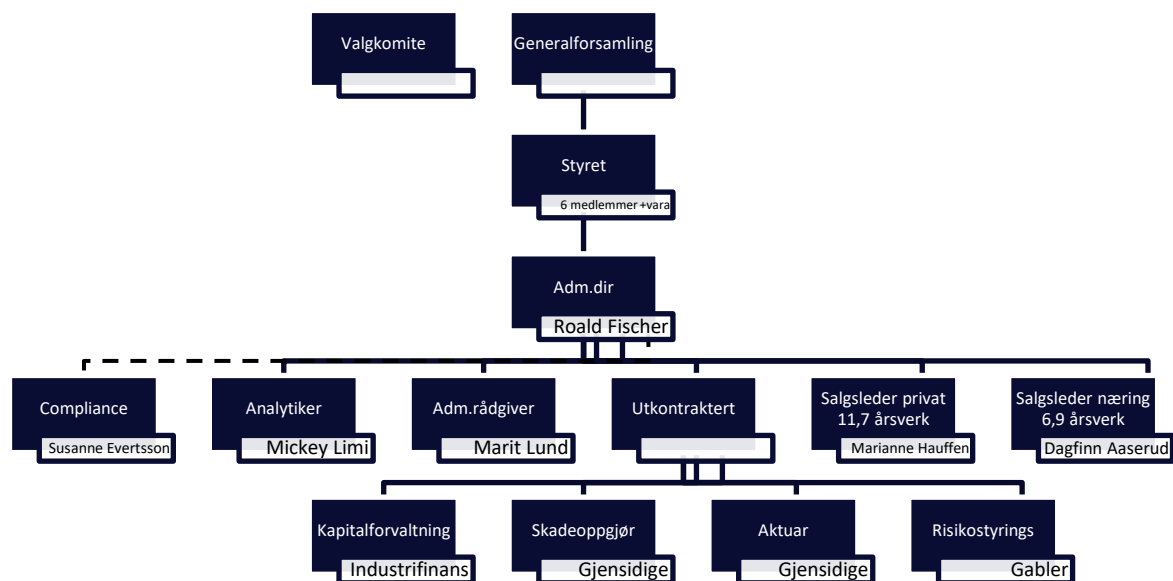 Valgkomite
Generalforsamling
Styret
6 medlemmer +vara
Adm.dir
Roald Fischer
Compliance
Susanne Evertsson
Analytiker
Mickey Limi
Adm.rådgiver
Marit Lund
Utkontraktert
Salgsleder privat
11,7 årsverk
Marianne Hauffen
Salgsleder næring
6,9 årsverk
Dagfinn Aaserud
Kapitalforvaltning
Industrifinans
Skadeoppgjør
Gjensidige
Aktuar
Gjensidige
Risikostyrings
Gabler